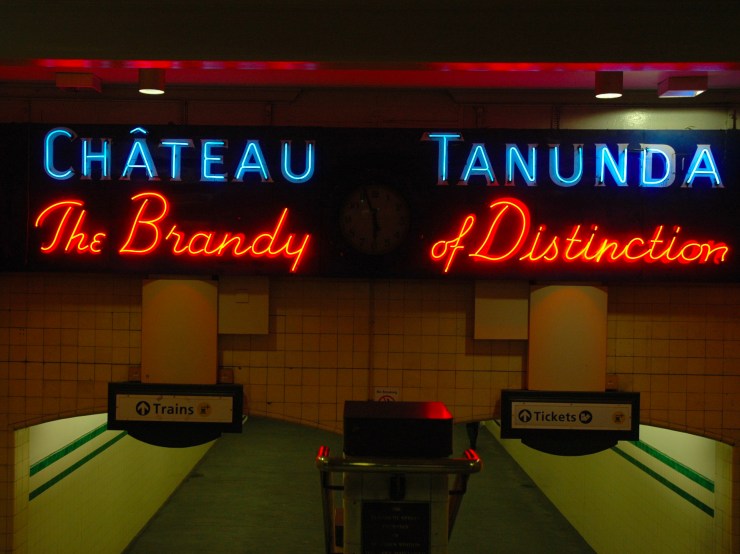 CHÂTEAU TANUNDA
The Brandy of Distinction
Trains
Tickets